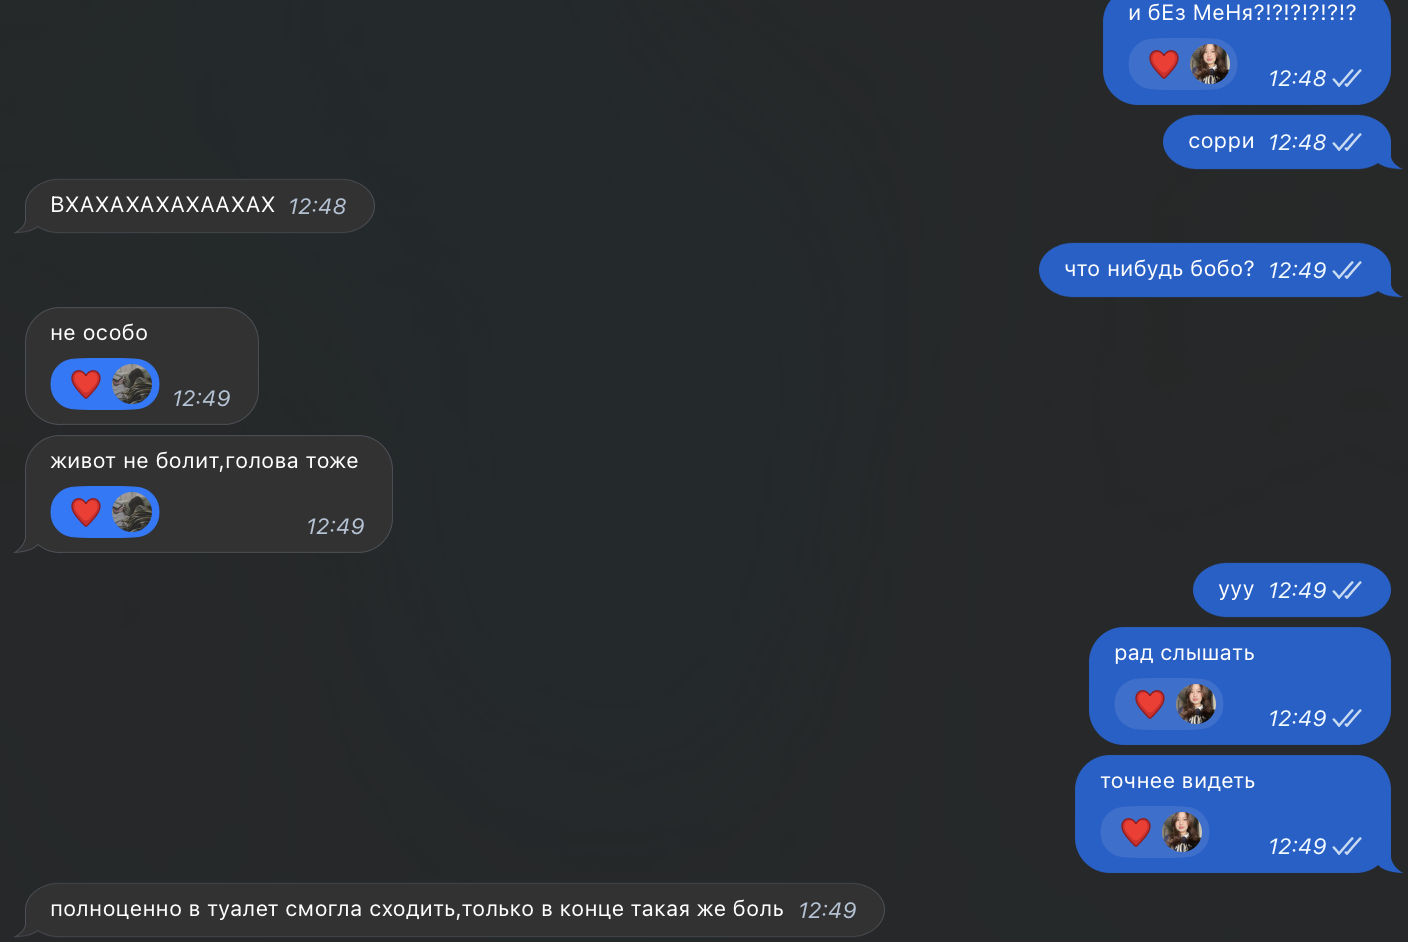 и бЕз МеНя?!?!?!?!?!?
12:48
сорри 12:48
ВХАХАХАХАХААХАХ 12:48
что нибудь бобо? 12:49
не особо
12:49
живот не болит,голова тоже
12:49
ууу 12:49
рад слышать
12:49
точнее видеть
12:49
полноценно в туалет смогла сходить,только в конце такая же боль 12:49